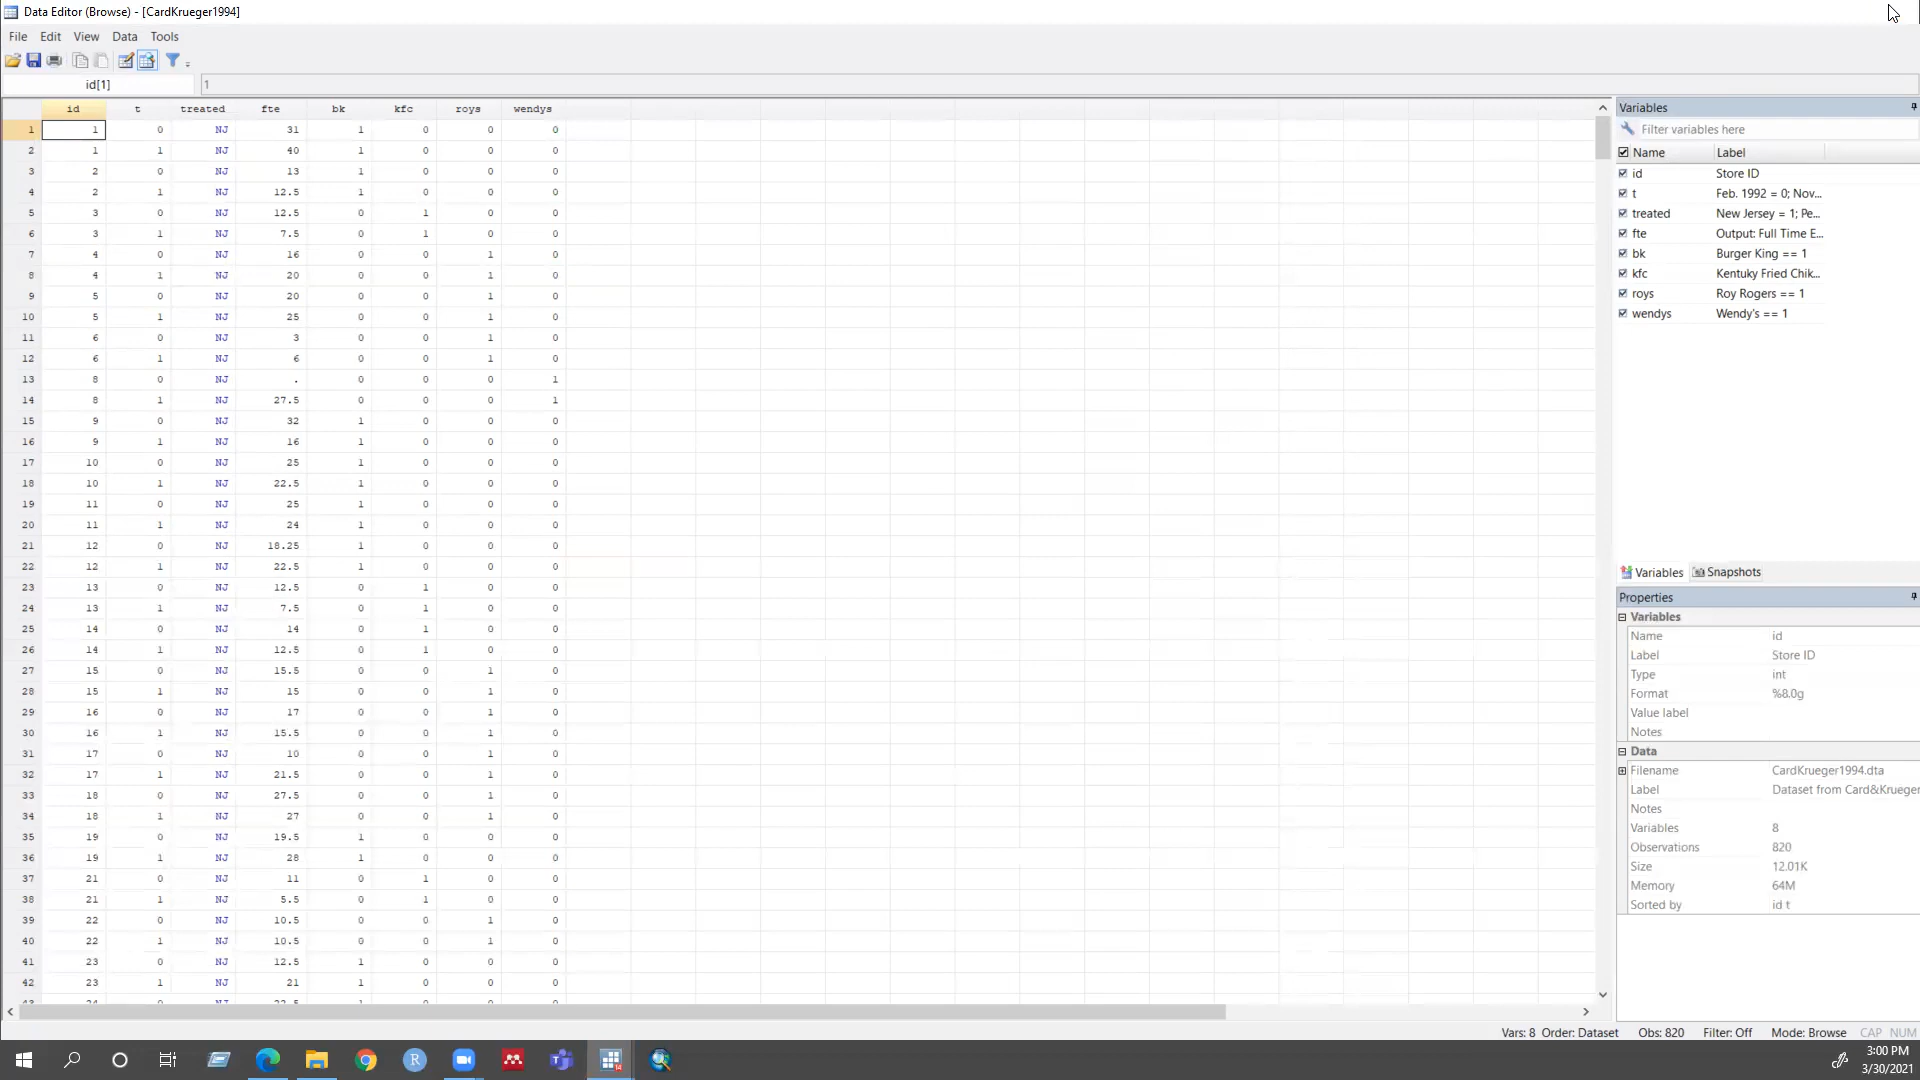 Data Editor (Browse) - [CardKrueger1994]
File Edit View Data Tools
id[1] 1
id t treated fte bk kfc roys wendys
1 1 0 NJ 31 1 0 0 0
2 1 1 NJ 40 1 0 0 0
3 2 0 NJ 13 1 0 0 0
4 2 1 NJ 12.5 1 0 0 0
5 3 0 NJ 12.5 0 1 0 0
6 3 1 NJ 7.5 0 1 0 0
7 4 0 NJ 16 0 0 1 0
8 4 1 NJ 20 0 0 1 0
9 5 0 NJ 20 0 0 1 0
10 5 1 NJ 25 0 0 1 0
11 6 0 NJ 3 0 0 1 0
12 6 1 NJ 6 0 0 1 0
13 8 0 NJ . 0 0 0 1
14 8 1 NJ 27.5 0 0 0 1
15 9 0 NJ 32 1 0 0 0
16 9 1 NJ 16 1 0 0 0
17 10 0 NJ 25 1 0 0 0
18 10 1 NJ 22.5 1 0 0 0
19 11 0 NJ 25 1 0 0 0
20 11 1 NJ 24 1 0 0 0
21 12 0 NJ 18.25 1 0 0 0
22 12 1 NJ 22.5 1 0 0 0
23 13 0 NJ 12.5 0 1 0 0
24 13 1 NJ 7.5 0 1 0 0
25 14 0 NJ 14 0 1 0 0
26 14 1 NJ 12.5 0 1 0 0
27 15 0 NJ 15.5 0 0 1 0
28 15 1 NJ 15 0 0 1 0
29 16 0 NJ 17 0 0 1 0
30 16 1 NJ 15.5 0 0 1 0
31 17 0 NJ 10 0 0 1 0
32 17 1 NJ 21.5 0 0 1 0
33 18 0 NJ 27.5 0 0 1 0
34 18 1 NJ 27 0 0 1 0
35 19 0 NJ 19.5 1 0 0 0
36 19 1 NJ 28 1 0 0 0
37 21 0 NJ 11 0 1 0 0
38 21 1 NJ 5.5 0 1 0 0
39 22 0 NJ 10.5 0 0 1 0
40 22 1 NJ 10.5 0 0 1 0
41 23 0 NJ 12.5 1 0 0 0
42 23 1 NJ 21 1 0 0 0
Variables
Filter variables here
Name Label
id Store ID
t Feb. 1992 = 0; Nov...
treated New Jersey = 1; Pe...
fte Output: Full Time E...
bk Burger King == 1
kfc Kentuky Fried Chik...
roys Roy Rogers == 1
wendys Wendy's == 1
Variables Snapshots
Properties
Variables
Name id
Label Store ID
Type int
Format %8.0g
Value label
Notes
Data
Filename CardKrueger1994.dta
Label Dataset from Card&Krueger
Notes
Variables 8
Observations 820
Size 12.01K
Memory 64M
Sorted by id t
Vars: 8 Order: Dataset Obs: 820 Filter: Off Mode: Browse CAP NUM
3:00 PM
3/30/2021